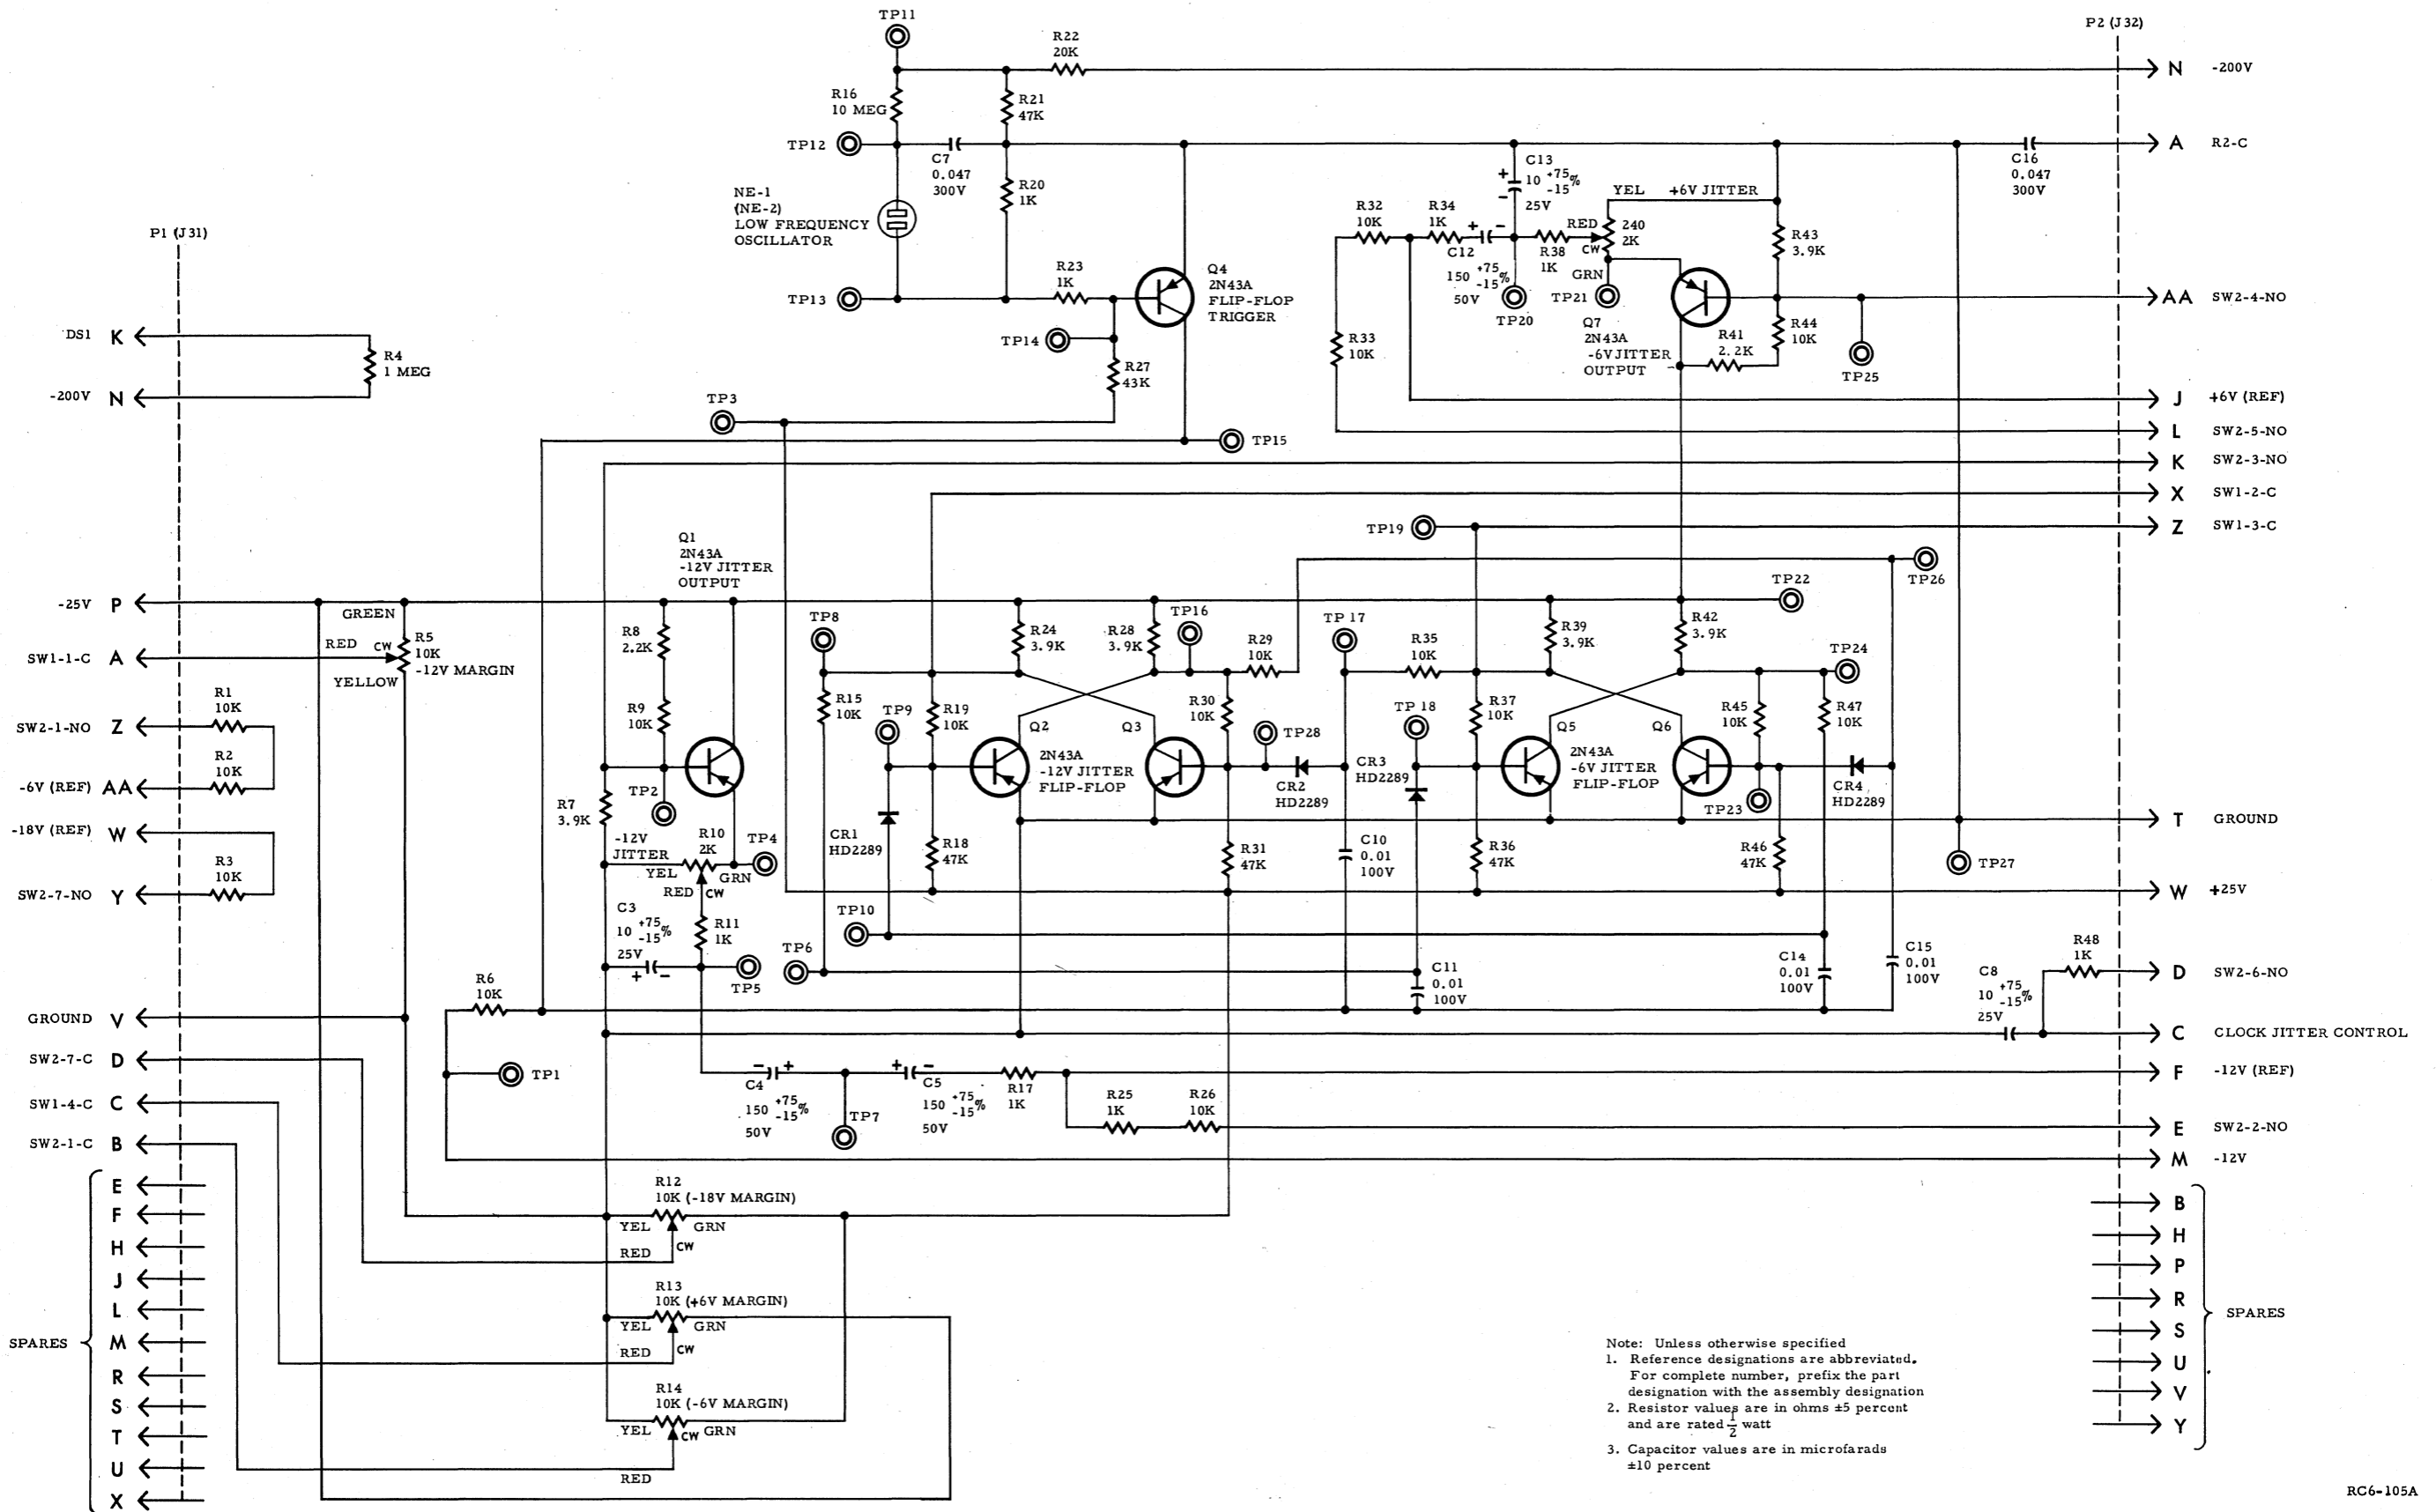 TP11
P2 (J32)
R22
20K
N -200V
R16
10 MEG
R21
47K
TP12
C7
0.047
300V
A R2-C
C16
0.047
300V
C13
10 +75 -15%
25V
+
-
YEL +6V JITTER
R20
1K
NE-1
(NE-2)
LOW FREQUENCY
OSCILLATOR
R32
10K
R34
1K
+ -
C12
150 +75 -15%
50V
RED
CW
240
2K
R38
1K
GRN
R43
3.9K
P1 (J31)
R23
1K
Q4
2N43A
FLIP-FLOP
TRIGGER
TP13
TP20
TP21
AA SW2-4-NO
Q7
2N43A
-6V JITTER
OUTPUT
R41
2.2K
R44
10K
TP25
DS1 K
R4
1 MEG
-200V N
TP14
R27
43K
R33
10K
TP3
J +6V (REF)
TP15
L SW2-5-NO
K SW2-3-NO
X SW1-2-C
TP19
Z SW1-3-C
Q1
2N43A
-12V JITTER
OUTPUT
TP26
TP22
-25V P
GREEN
R5
10K
-12V MARGIN
RED CW
YELLOW
SW1-1-C A
R8
2.2K
TP8
R24
3.9K
R28
3.9K
TP16
R29
10K
TP 17
R35
10K
R39
3.9K
R42
3.9K
TP24
R1
10K
SW2-1-NO Z
R2
10K
-6V (REF) AA
R9
10K
R15
10K
TP9
R19
10K
Q2
Q3
R30
10K
TP28
TP 18
R37
10K
Q5
Q6
R45
10K
R47
10K
2N43A
-12V JITTER
FLIP-FLOP
CR2
HD2289
CR3
HD2289
2N43A
-6V JITTER
FLIP-FLOP
TP23
CR4
HD2289
TP2
R7
3.9K
-18V (REF) W
R3
10K
SW2-7-NO Y
-12V
JITTER
R10
2K
TP4
YEL
GRN
RED
CW
CR1
HD2289
R18
47K
R31
47K
C10
0.01
100V
R36
47K
R46
47K
T GROUND
TP27
W +25V
C3
10 +75 -15%
25V
+ -
R11
1K
TP5
TP10
TP6
R6
10K
C11
0.01
100V
C14
0.01
100V
C15
0.01
100V
C8
10 +75 -15%
25V
R48
1K
D SW2-6-NO
GROUND V
C CLOCK JITTER CONTROL
SW2-7-C D
TP1
- +
C4
150 +75 -15%
50V
TP7
+ -
C5
150 +75 -15%
50V
R17
1K
F -12V (REF)
R25
1K
R26
10K
SW1-4-C C
E SW2-2-NO
SW2-1-C B
M -12V
R12
10K (-18V MARGIN)
YEL
GRN
RED
CW
R13
10K (+6V MARGIN)
YEL
GRN
RED
CW
R14
10K (-6V MARGIN)
YEL
CW GRN
RED
SPARES
E
F
H
J
L
M
R
S
T
U
X
B
H
P
R
S
U
V
Y
SPARES
Note: Unless otherwise specified
1. Reference designations are abbreviated.
For complete number, prefix the part
designation with the assembly designation
2. Resistor values are in ohms ±5 percent
and are rated 1/2 watt
3. Capacitor values are in microfarads
±10 percent
RC6-105A